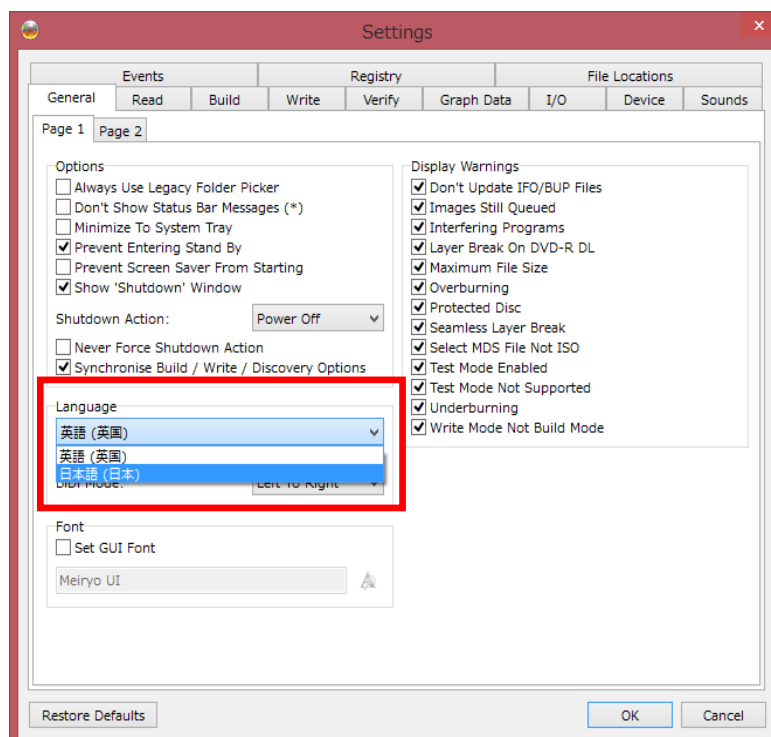 Settings
Events Registry File Locations
General Read Build Write Verify Graph Data I/O Device Sounds
Page 1 Page 2
Options
Always Use Legacy Folder Picker
Don't Show Status Bar Messages (*)
Minimize To System Tray
Prevent Entering Stand By
Prevent Screen Saver From Starting
Show 'Shutdown' Window
Shutdown Action: Power Off
Never Force Shutdown Action
Synchronise Build / Write / Discovery Options
Language
英語 (英国)
英語 (英国)
日本語 (日本)
BiDi Mode: Left To Right
Font
Set GUI Font
Meiryo UI
Display Warnings
Don't Update IFO/BUP Files
Images Still Queued
Interfering Programs
Layer Break On DVD-R DL
Maximum File Size
Overburning
Protected Disc
Seamless Layer Break
Select MDS File Not ISO
Test Mode Enabled
Test Mode Not Supported
Underburning
Write Mode Not Build Mode
Restore Defaults OK Cancel